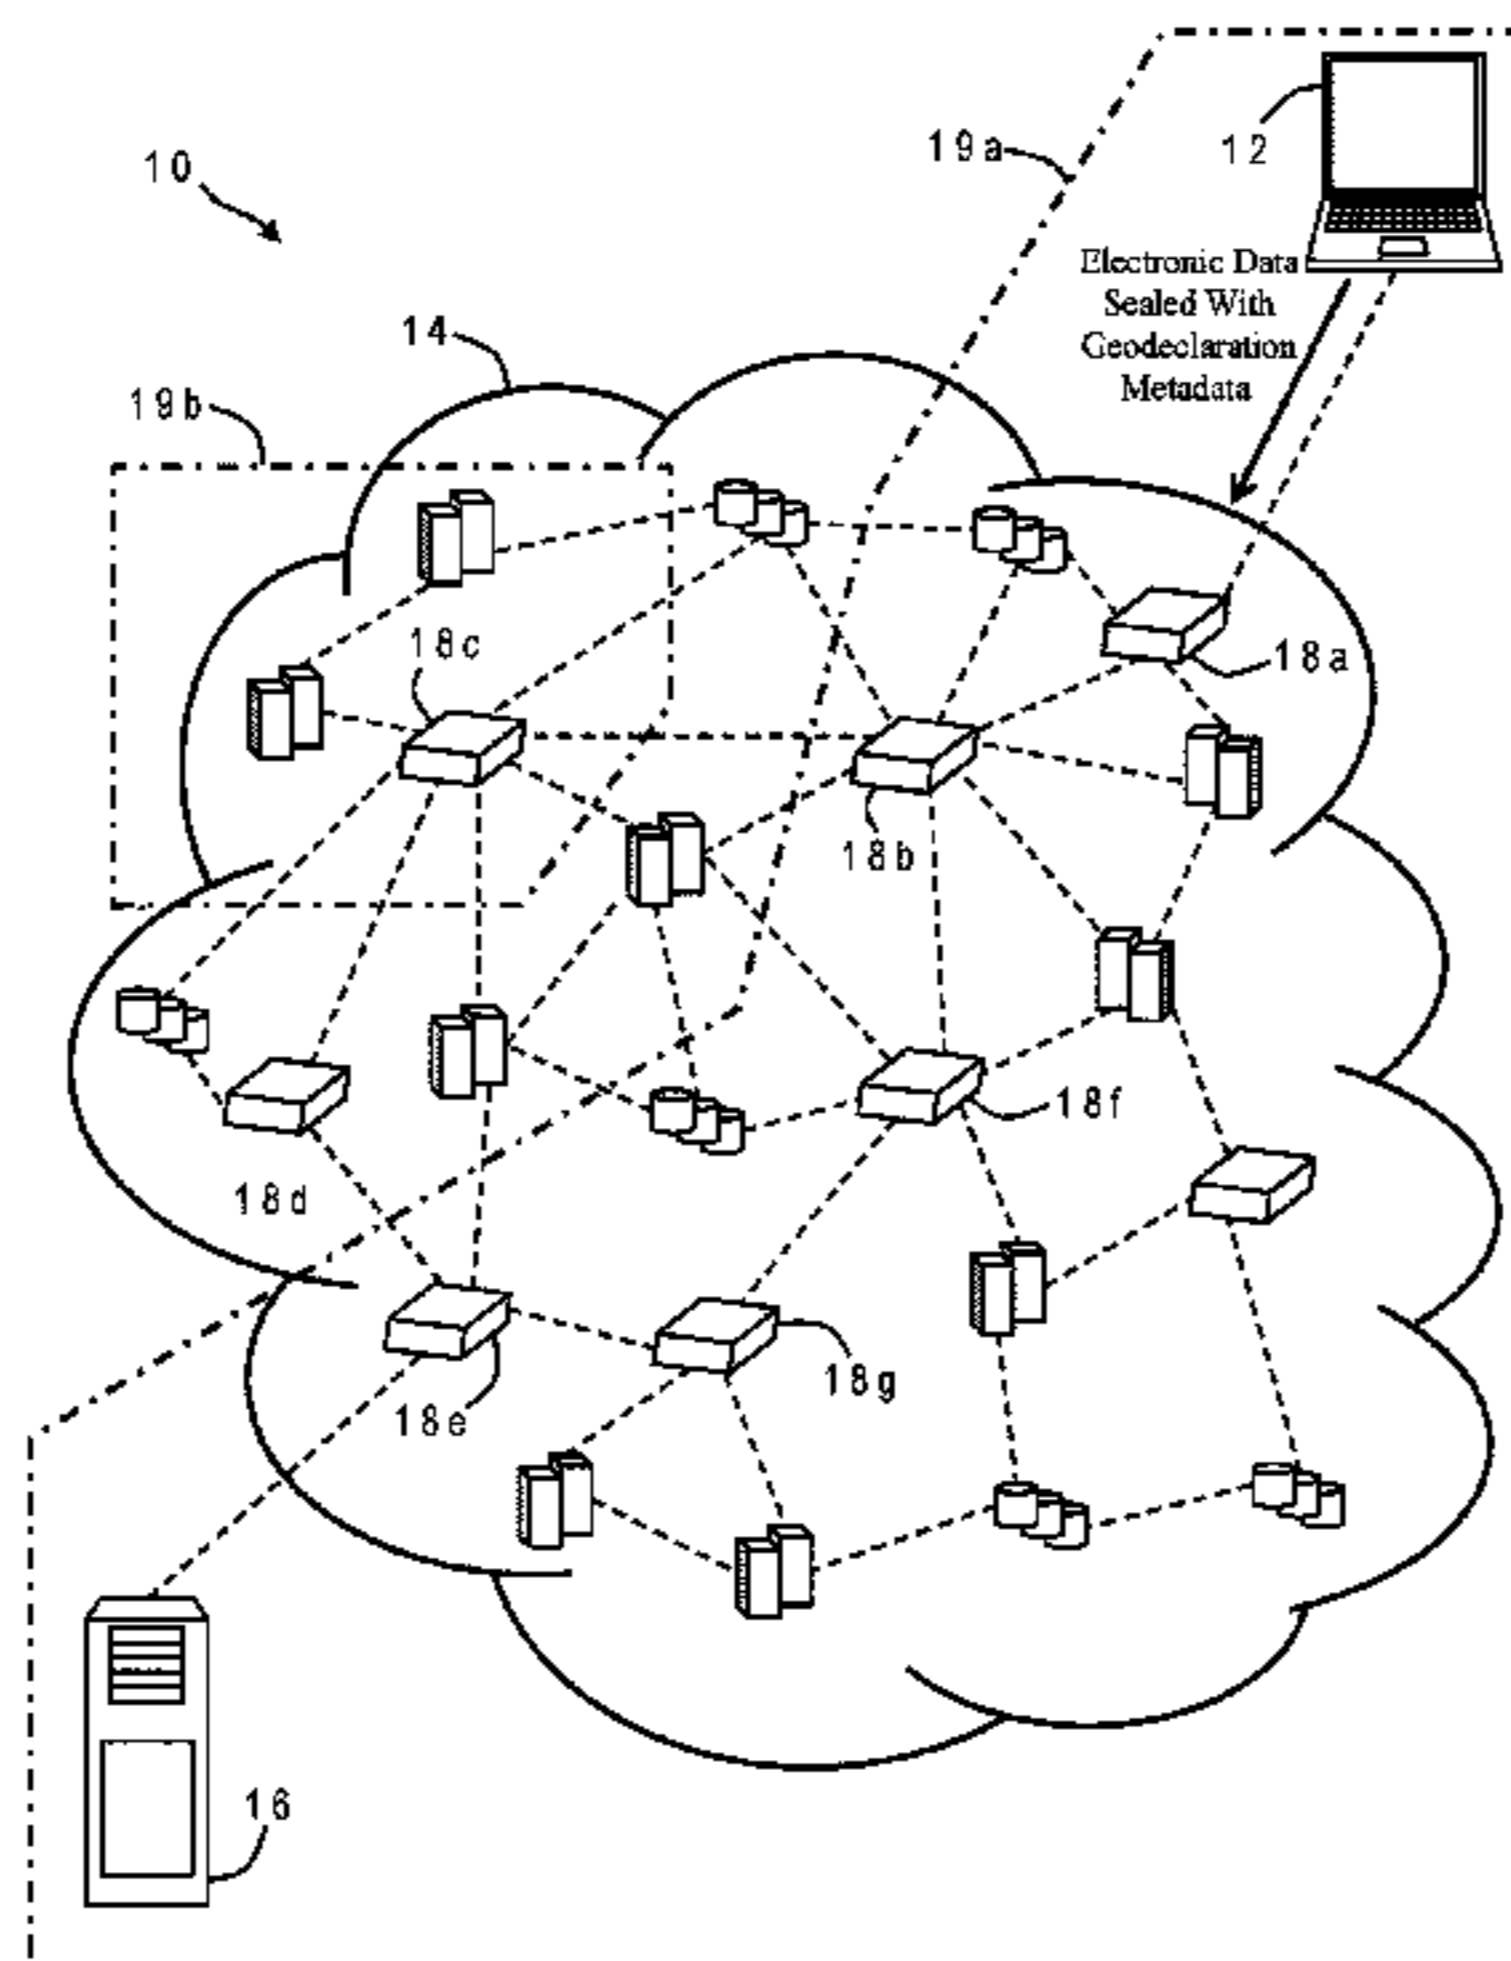 10
19a
12
Electronic Data
Sealed With
Geodeclaration
Metadata
14
19b
18c
18a
18b
18f
18d
18g
18e
16